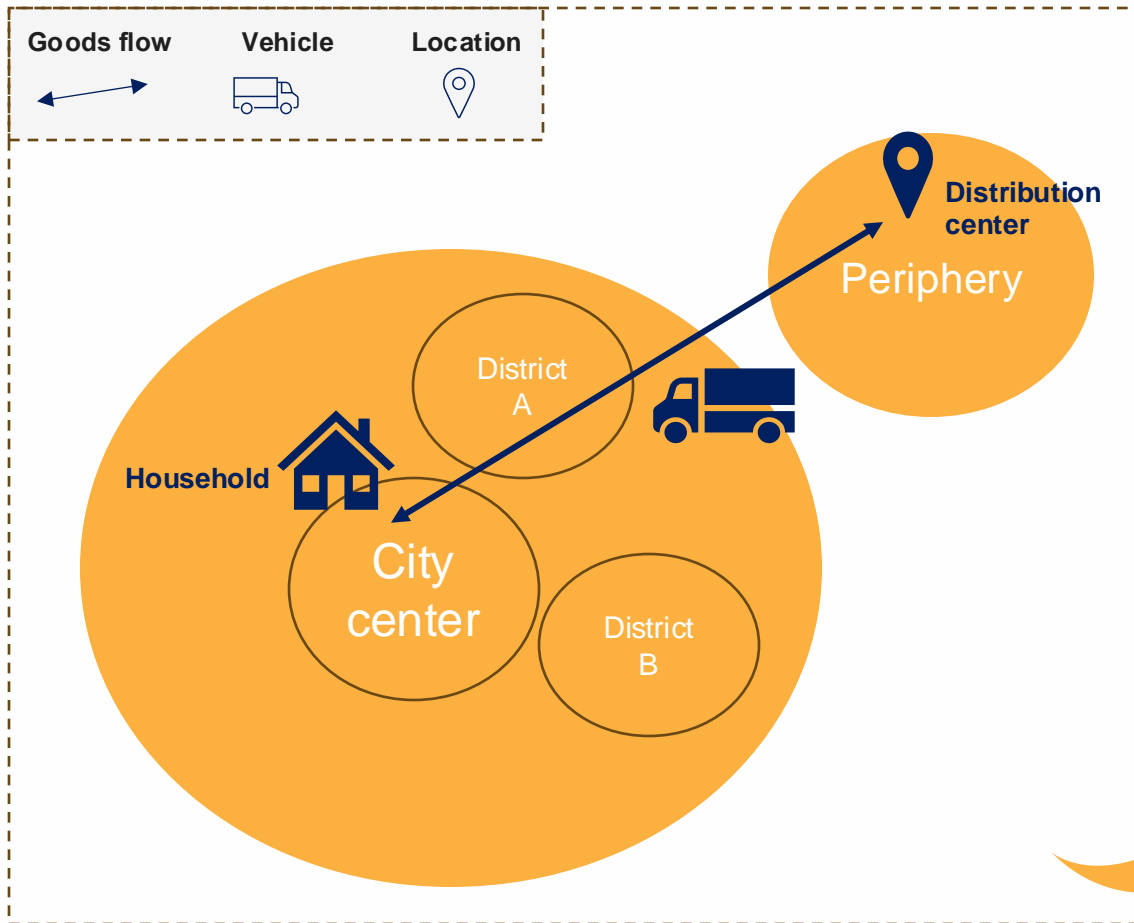 Goods flow
Vehicle
Location
Distribution
center
Periphery
District
A
Household
City
center
District
B